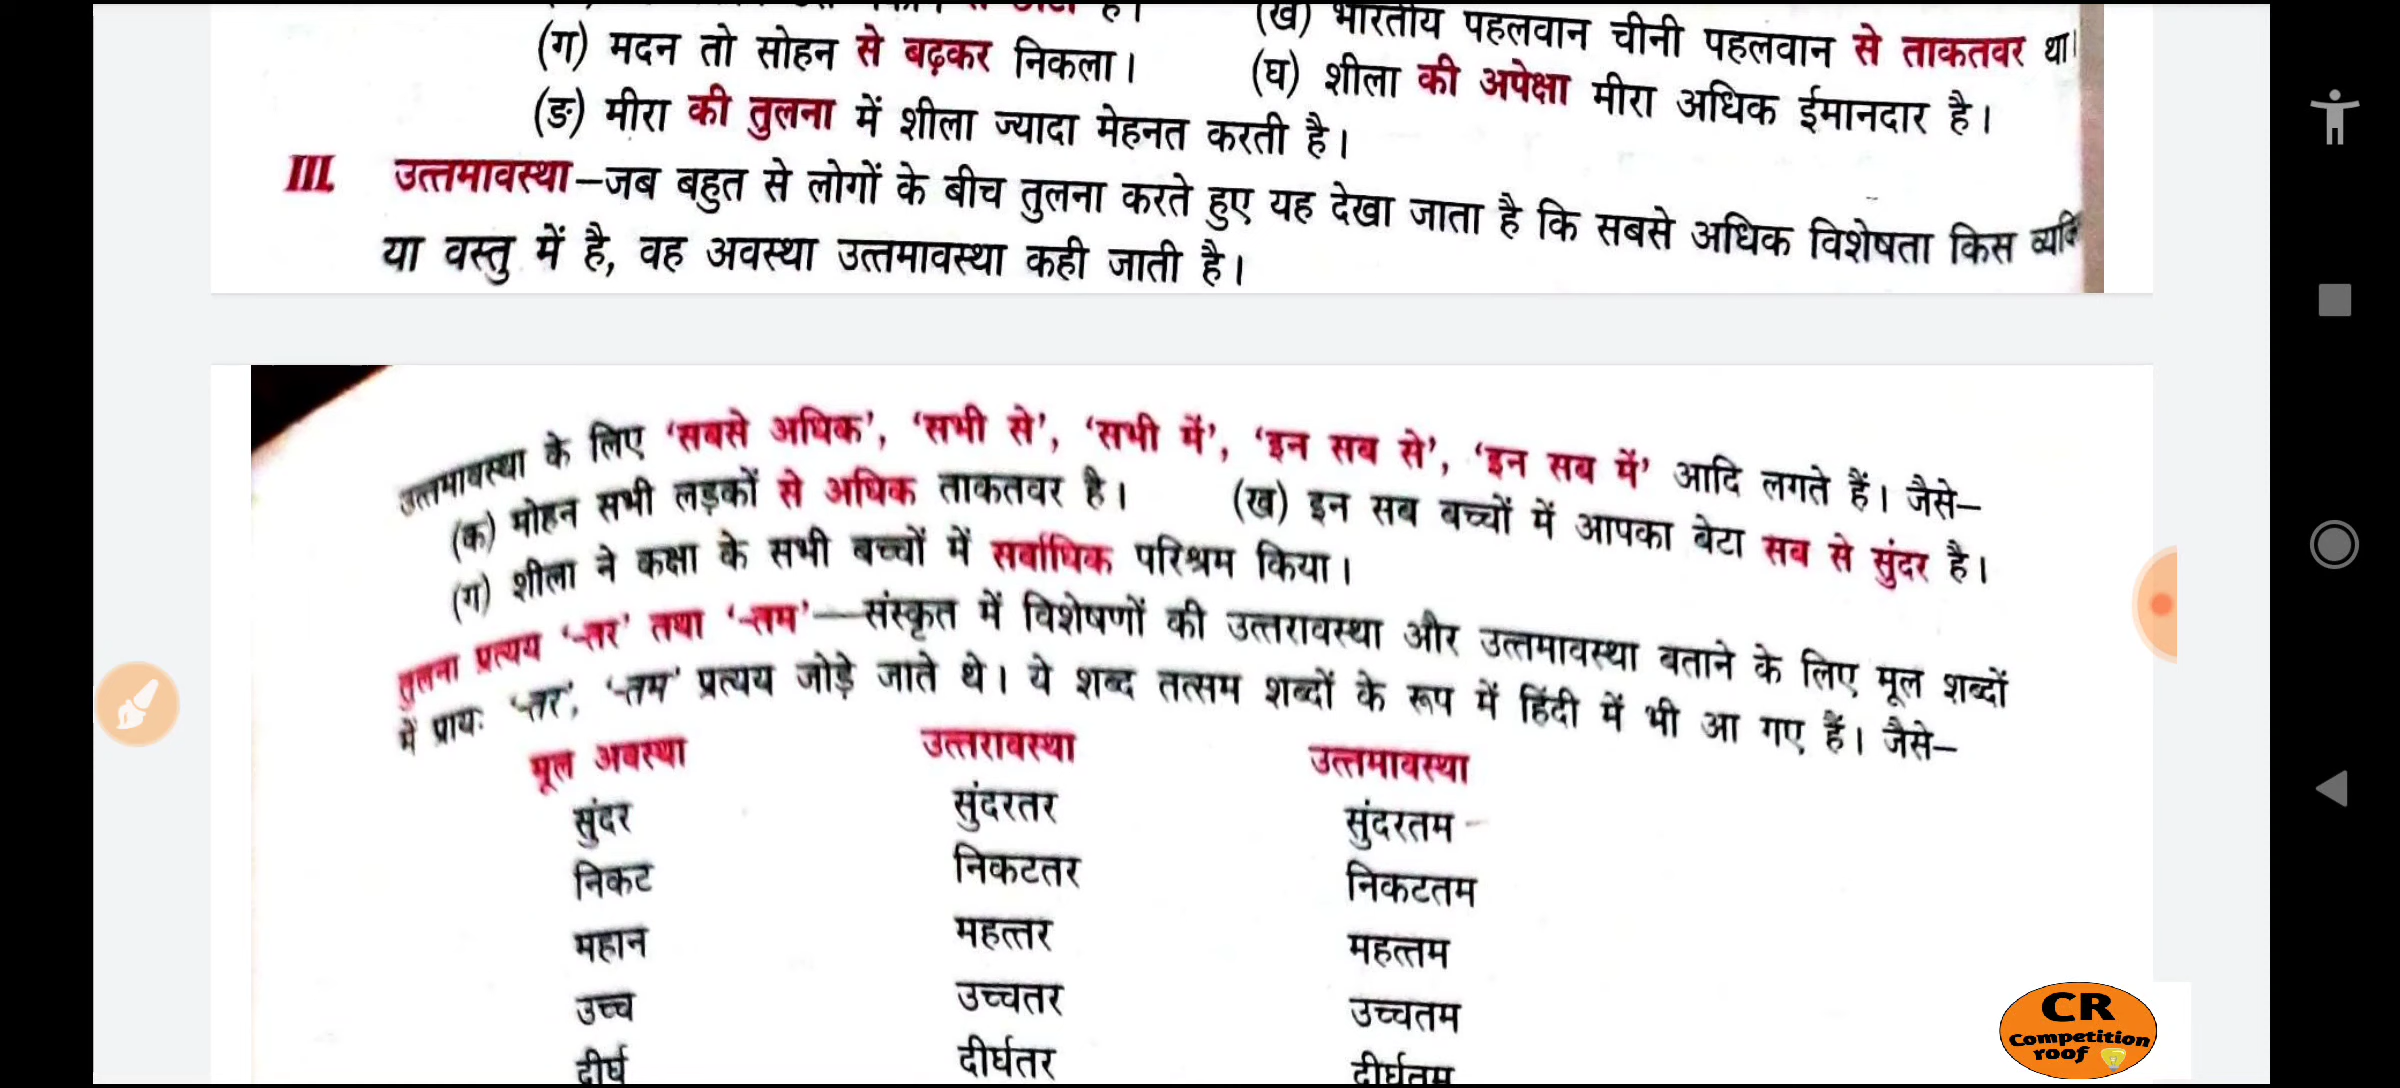 (ख) भारतीय पहलवान चीनी पहलवान से ताकतवर था।
(ग) मदन तो सोहन से बढ़कर निकला।
(घ) शीला की अपेक्षा मीरा अधिक ईमानदार है।
(ङ) मीरा की तुलना में शीला ज्यादा मेहनत करती है।
III. उत्तमावस्था–जब बहुत से लोगों के बीच तुलना करते हुए यह देखा जाता है कि सबसे अधिक विशेषता किस
या वस्तु में है, वह अवस्था उत्तमावस्था कही जाती है।
उत्तमावस्था के लिए ‘सबसे अधिक’, ‘सभी से’, ‘सभी में’, ‘इन सब से’, ‘इन सब में’ आदि लगते हैं। जैसे–
(क) मोहन सभी लड़कों से अधिक ताकतवर है।
(ख) इन सब बच्चों में आपका बेटा सब से सुंदर है।
(ग) शीला ने कक्षा के सभी बच्चों में सर्वाधिक परिश्रम किया।
तुलना प्रत्यय ‘-तर’ तथा ‘-तम’—संस्कृत में विशेषणों की उत्तरावस्था और उत्तमावस्था बताने के लिए मूल शब्दों
में प्रायः ‘-तर’, ‘-तम’ प्रत्यय जोड़े जाते थे। ये शब्द तत्सम शब्दों के रूप में हिंदी में भी आ गए हैं। जैसे–
मूल अवस्था उत्तरावस्था उत्तमावस्था
सुंदर सुंदरतर सुंदरतम
निकट निकटतर निकटतम
महान महत्तर महत्तम
उच्च उच्चतर उच्चतम
दीर्घ दीर्घतर दीर्घतम
CR
Competition
roof